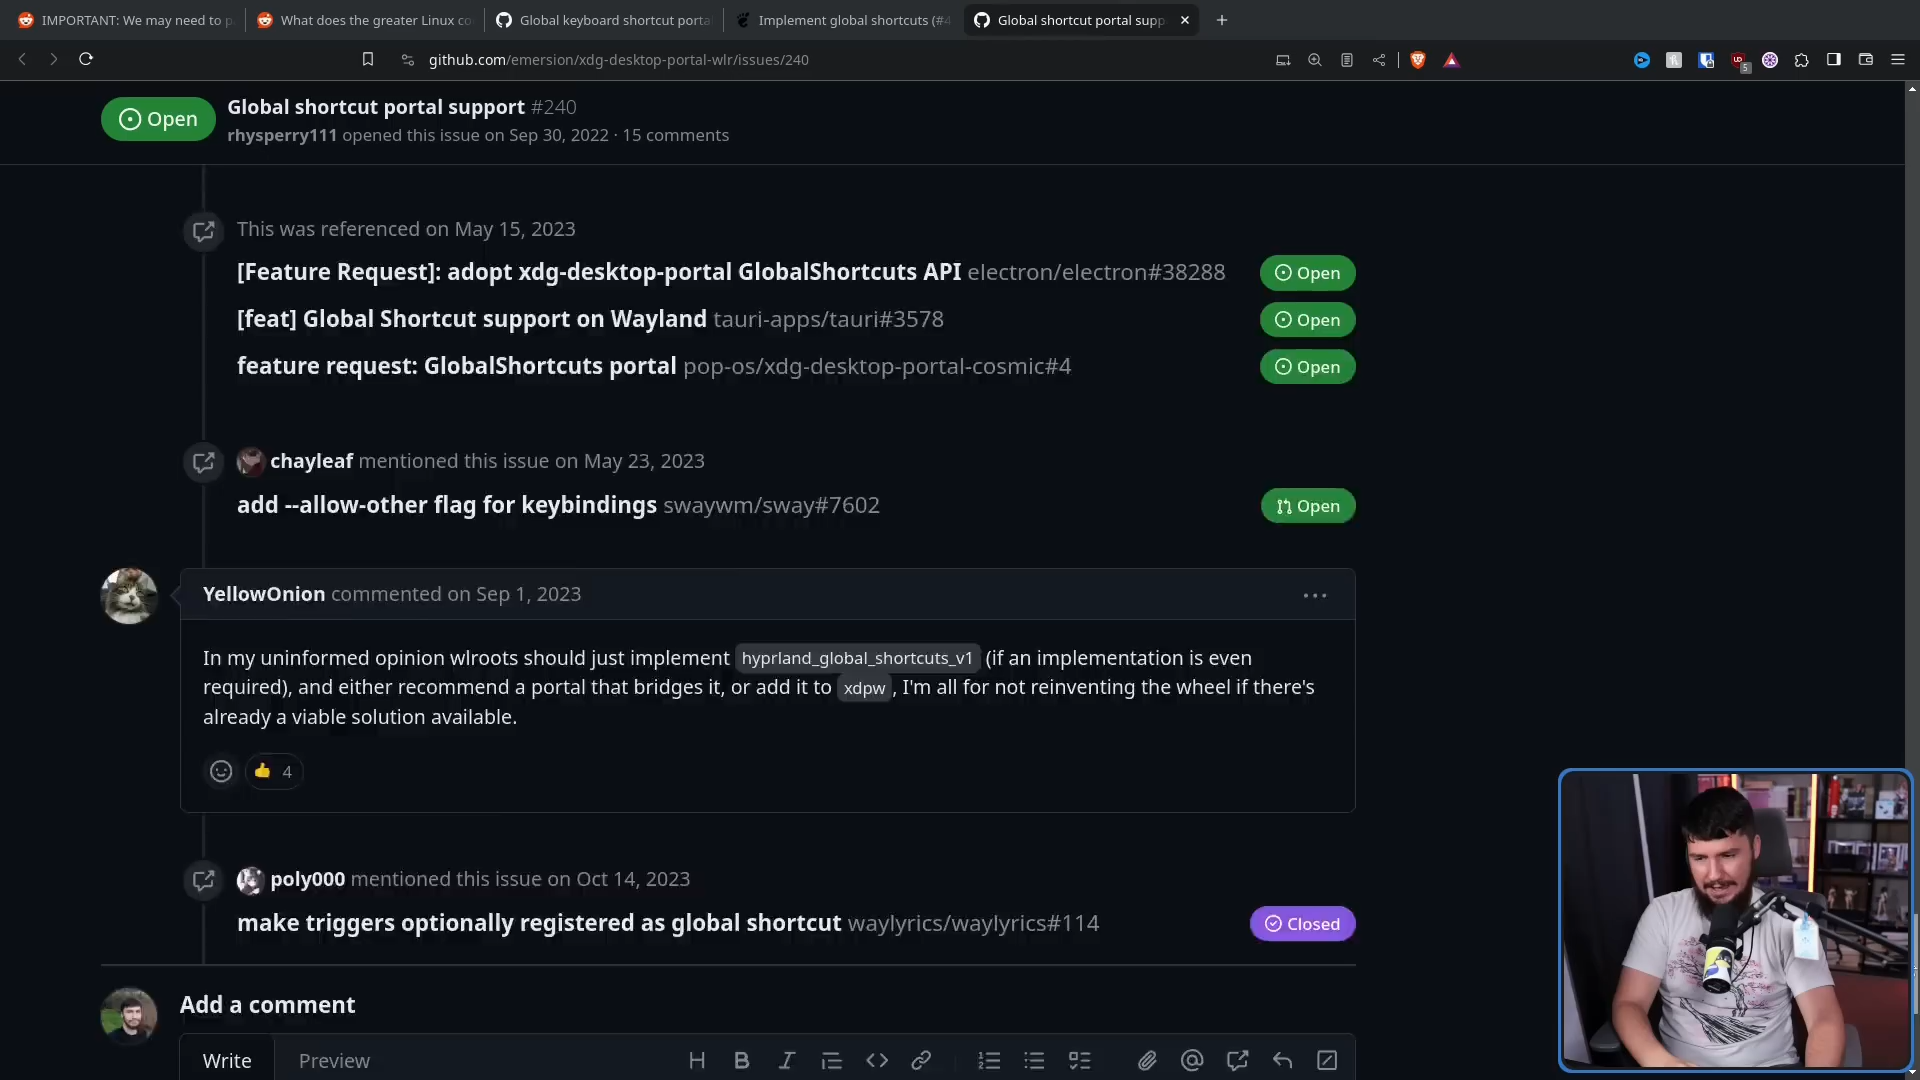 IMPORTANT: We may need to p
What does the greater Linux co
Global keyboard shortcut porta
Implement global shortcuts (#4
Global shortcut portal supp
github.com/emersion/xdg-desktop-portal-wlr/issues/240
5
Open
Global shortcut portal support #240
rhysperry111 opened this issue on Sep 30, 2022 · 15 comments
This was referenced on May 15, 2023
[Feature Request]: adopt xdg-desktop-portal GlobalShortcuts API electron/electron#38288 Open
[feat] Global Shortcut support on Wayland tauri-apps/tauri#3578 Open
feature request: GlobalShortcuts portal pop-os/xdg-desktop-portal-cosmic#4 Open
chayleaf mentioned this issue on May 23, 2023
add --allow-other flag for keybindings swaywm/sway#7602 Open
YellowOnion commented on Sep 1, 2023
In my uninformed opinion wlroots should just implement hyprland_global_shortcuts_v1 (if an implementation is even
required), and either recommend a portal that bridges it, or add it to xdpw, I'm all for not reinventing the wheel if there's
already a viable solution available.
👍 4
poly000 mentioned this issue on Oct 14, 2023
make triggers optionally registered as global shortcut waylyrics/waylyrics#114 Closed
Add a comment
Write Preview